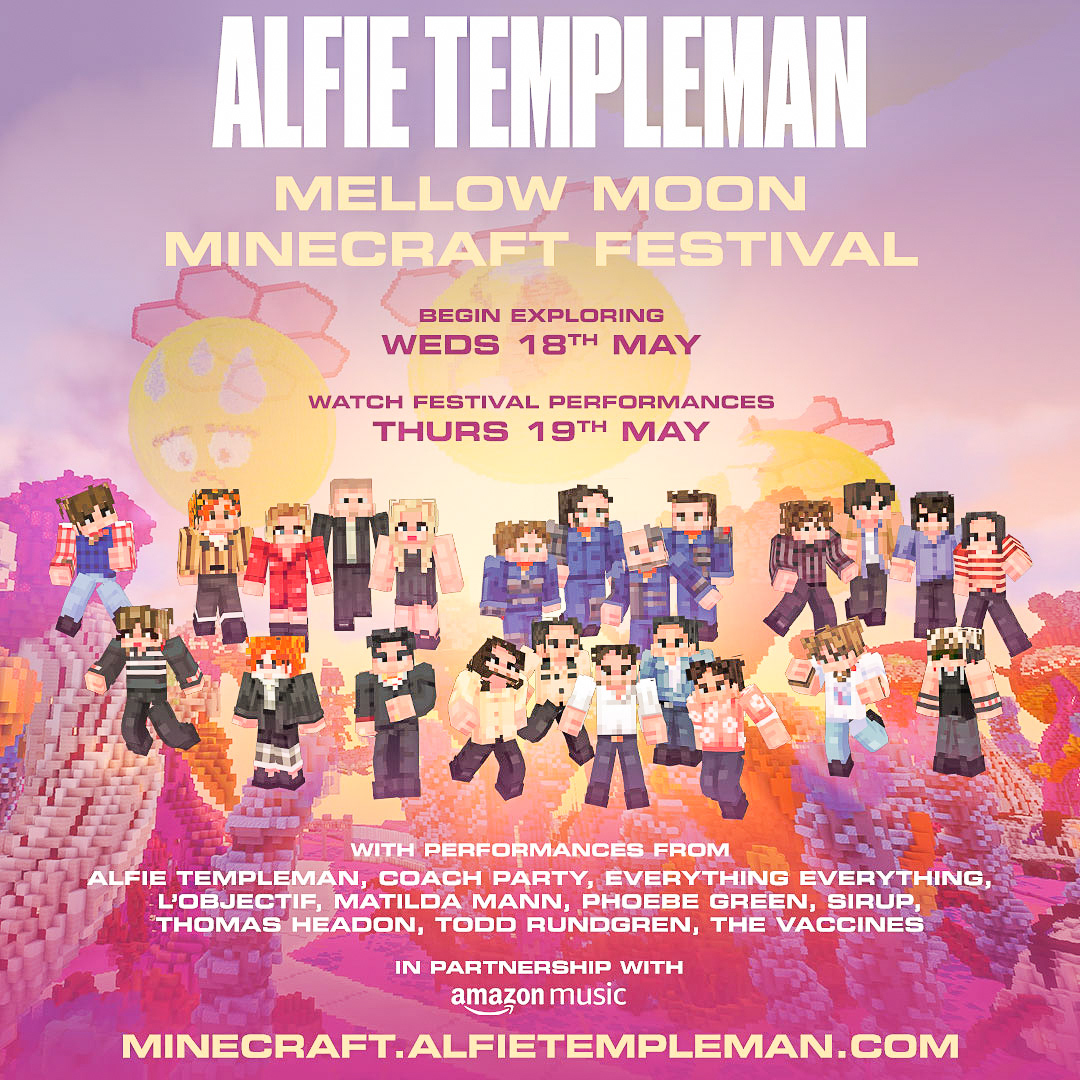 ALFIE TEMPLEMAN
MELLOW MOON
MINECRAFT FESTIVAL
BEGIN EXPLORING
WEDS 18TH MAY
WATCH FESTIVAL PERFORMANCES
THURS 19TH MAY
WITH PERFORMANCES FROM
ALFIE TEMPLEMAN, COACH PARTY, EVERYTHING EVERYTHING,
L'OBJECTIF, MATILDA MANN, PHOEBE GREEN, SIRUP,
THOMAS HEADON, TODD RUNDGREN, THE VACCINES
IN PARTNERSHIP WITH
amazon music
MINECRAFT.ALFIETEMPLEMAN.COM